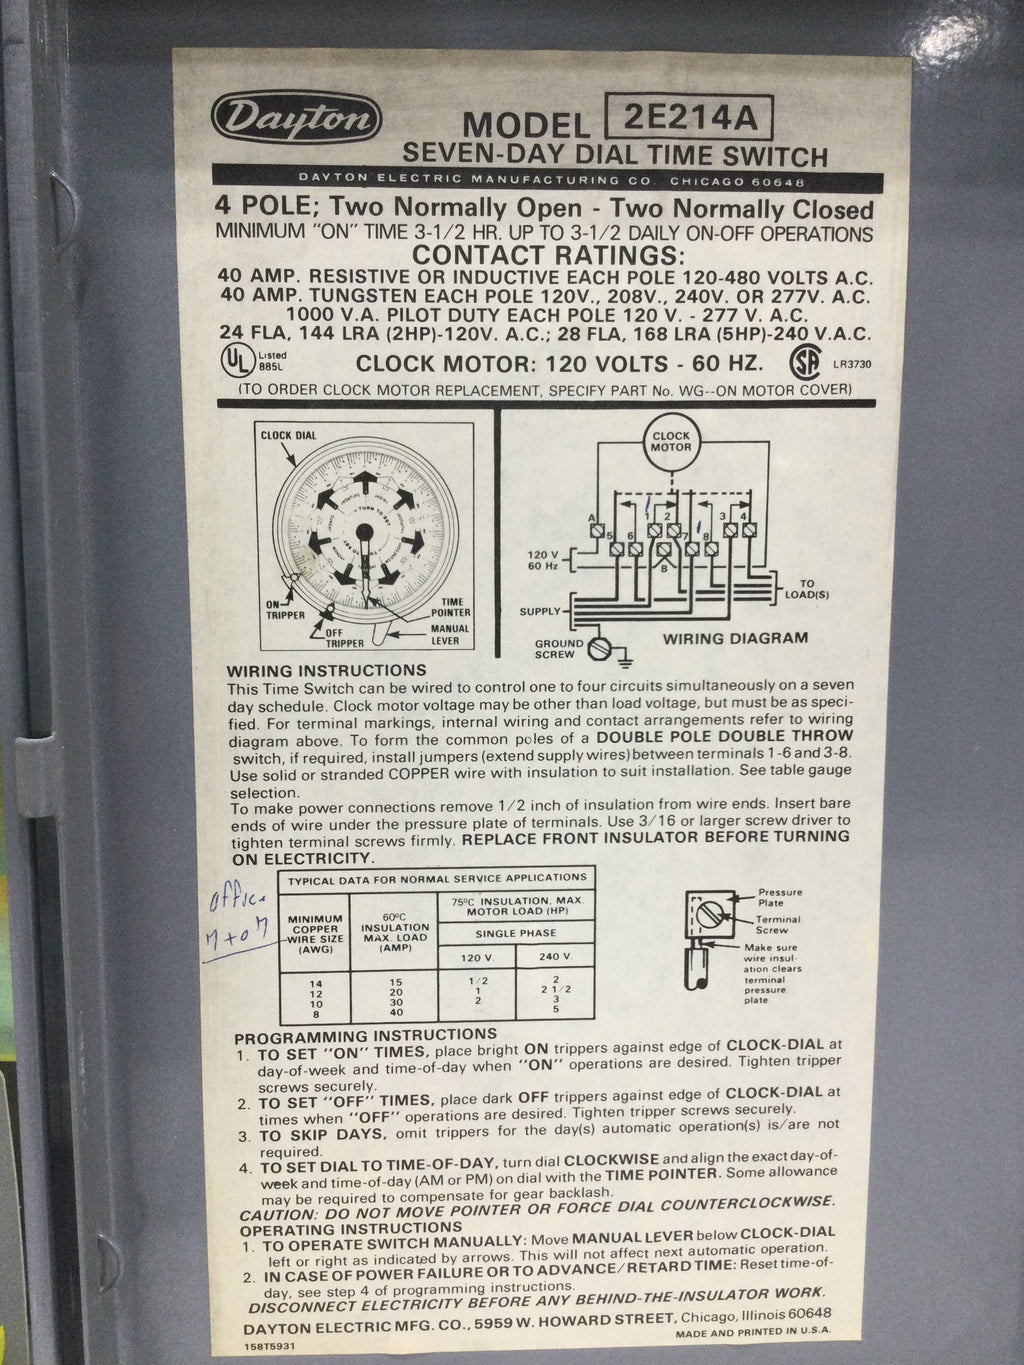 Dayton
MODEL 2E214A
SEVEN-DAY DIAL TIME SWITCH
DAYTON ELECTRIC MANUFACTURING CO. CHICAGO 60648
4 POLE; Two Normally Open - Two Normally Closed
MINIMUM "ON" TIME 3-1/2 HR. UP TO 3-1/2 DAILY ON-OFF OPERATIONS
CONTACT RATINGS:
40 AMP. RESISTIVE OR INDUCTIVE EACH POLE 120-480 VOLTS A.C.
40 AMP. TUNGSTEN EACH POLE 120V., 208V., 240V. OR 277V. A.C.
1000 V.A. PILOT DUTY EACH POLE 120 V. - 277 V. A.C.
24 FLA, 144 LRA (2HP)-120V. A.C.; 28 FLA, 168 LRA (5HP)-240 V.A.C.
UL Listed 885L
CLOCK MOTOR: 120 VOLTS - 60 HZ.
SA LR3730
(TO ORDER CLOCK MOTOR REPLACEMENT, SPECIFY PART No. WG--ON MOTOR COVER)
CLOCK DIAL
TURN TO SET
ON TRIPPER
OFF TRIPPER
TIME POINTER
MANUAL LEVER
CLOCK MOTOR
A 5 6 1 2 B 7 8 3 4
120 V
60 Hz
SUPPLY
TO LOAD(S)
GROUND SCREW
WIRING DIAGRAM
WIRING INSTRUCTIONS
This Time Switch can be wired to control one to four circuits simultaneously on a seven
day schedule. Clock motor voltage may be other than load voltage, but must be as speci-
fied. For terminal markings, internal wiring and contact arrangements refer to wiring
diagram above. To form the common poles of a DOUBLE POLE DOUBLE THROW
switch, if required, install jumpers (extend supply wires) between terminals 1-6 and 3-8.
Use solid or stranded COPPER wire with insulation to suit installation. See table gauge
selection.
To make power connections remove 1/2 inch of insulation from wire ends. Insert bare
ends of wire under the pressure plate of terminals. Use 3/16 or larger screw driver to
tighten terminal screws firmly. REPLACE FRONT INSULATOR BEFORE TURNING
ON ELECTRICITY.
office
7 to 7
TYPICAL DATA FOR NORMAL SERVICE APPLICATIONS
MINIMUM COPPER WIRE SIZE (AWG)
60°C INSULATION MAX. LOAD (AMP)
75°C INSULATION, MAX. MOTOR LOAD (HP)
SINGLE PHASE
120 V. 240 V.
14 15 1/2 2
12 20 1 2 1/2
10 30 2 3
8 40 ... 5
Pressure Plate
Terminal Screw
Make sure
wire insul-
ation clears
terminal
pressure
plate
PROGRAMMING INSTRUCTIONS
1. TO SET "ON" TIMES, place bright ON trippers against edge of CLOCK-DIAL at
day-of-week and time-of-day when "ON" operations are desired. Tighten tripper
screws securely.
2. TO SET "OFF" TIMES, place dark OFF trippers against edge of CLOCK-DIAL at
times when "OFF" operations are desired. Tighten tripper screws securely.
3. TO SKIP DAYS, omit trippers for the day(s) automatic operation(s) is/are not
required.
4. TO SET DIAL TO TIME-OF-DAY, turn dial CLOCKWISE and align the exact day-of-
week and time-of-day (AM or PM) on dial with the TIME POINTER. Some allowance
may be required to compensate for gear backlash.
CAUTION: DO NOT MOVE POINTER OR FORCE DIAL COUNTERCLOCKWISE.
OPERATING INSTRUCTIONS
1. TO OPERATE SWITCH MANUALLY: Move MANUAL LEVER below CLOCK-DIAL
left or right as indicated by arrows. This will not affect next automatic operation.
2. IN CASE OF POWER FAILURE OR TO ADVANCE/RETARD TIME: Reset time-of-
day, see step 4 of programming instructions.
DISCONNECT ELECTRICITY BEFORE ANY BEHIND-THE-INSULATOR WORK.
DAYTON ELECTRIC MFG. CO., 5959 W. HOWARD STREET, Chicago, Illinois 60648
158T5931
MADE AND PRINTED IN U.S.A.